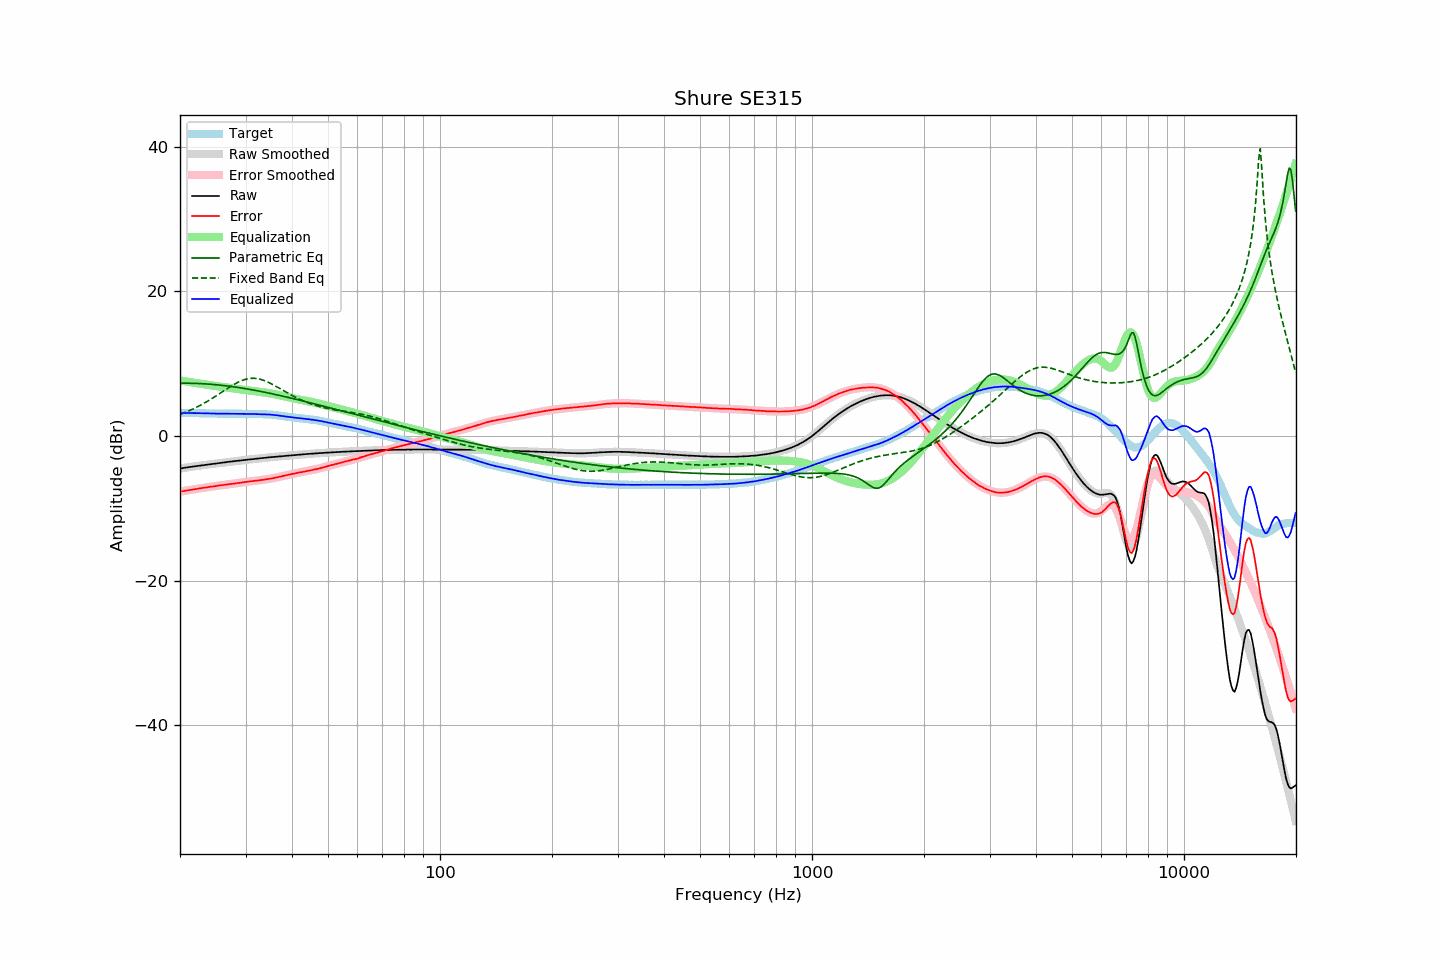 Shure SE315
Target
Raw Smoothed
Error Smoothed
Raw
Error
Equalization
Parametric Eq
Fixed Band Eq
Equalized
40
20
0
−20
−40
Amplitude (dBr)
100
1000
10000
Frequency (Hz)